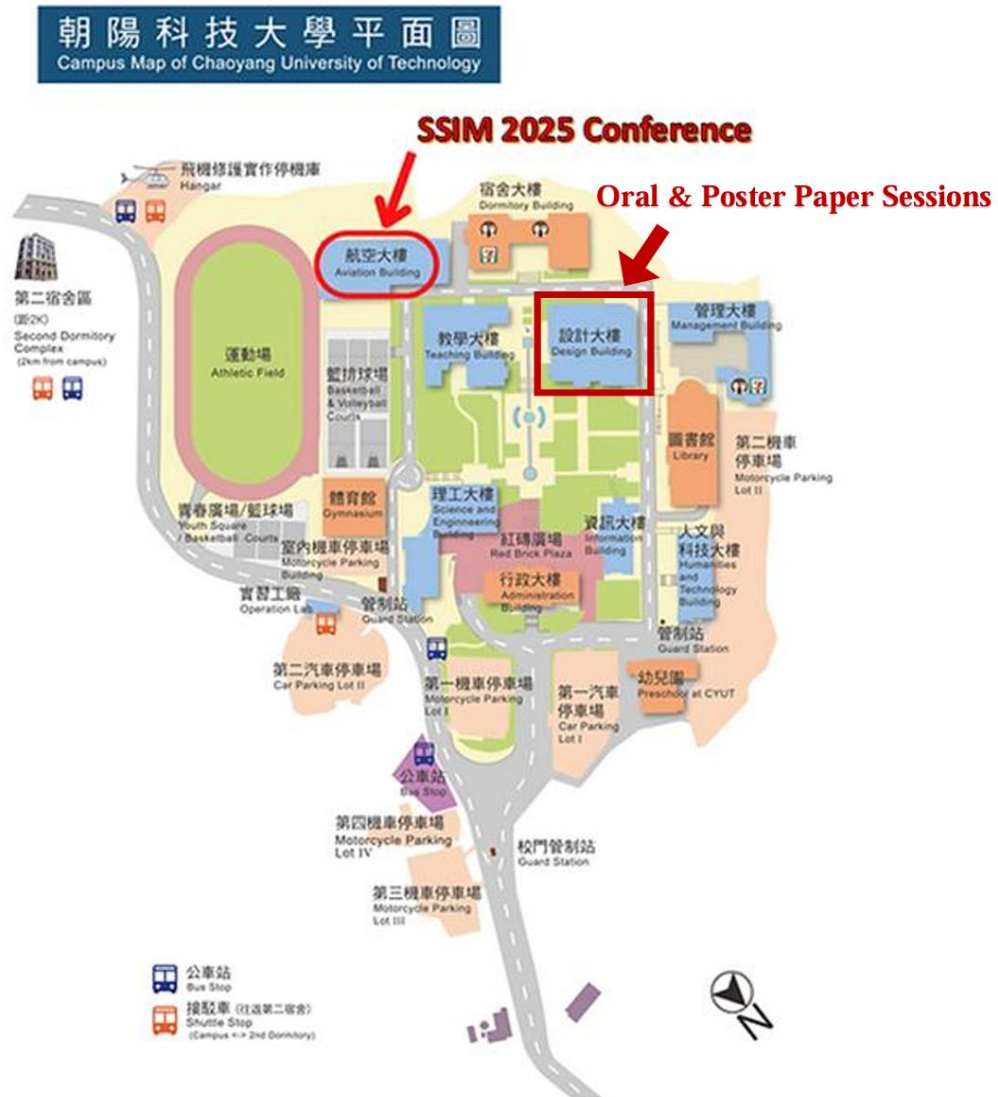 朝陽科技大學平面圖
Campus Map of Chaoyang University of Technology
SSIM 2025 Conference
飛機修護實作停機庫
Hangar
宿舍大樓
Dormitory Building
Oral & Poster Paper Sessions
航空大樓
Aviation Building
第二宿舍區
(距2K)
Second Dormitory
Complex
(2km from campus)
運動場
Athletic Field
籃排球場
Basketball
& Volleyball
Courts
教學大樓
Teaching Building
設計大樓
Design Building
管理大樓
Management Building
圖書館
Library
第二機車
停車場
Motorcycle Parking
Lot II
體育館
Gymnasium
理工大樓
Science and
Engineering
Building
青春廣場/籃球場
Youth Square
/ Basketball Courts
室內機車停車場
Motorcycle Parking
Building
紅磚廣場
Red Brick Plaza
資訊大樓
Information
Building
人文與
科技大樓
Humanities
and
Technology
Building
行政大樓
Administration
Building
實習工廠
Operation Lab
管制站
Guard Station
管制站
Guard Station
第二汽車停車場
Car Parking Lot II
第一機車停車場
Motorcycle Parking
Lot I
第一汽車
停車場
Car Parking
Lot I
幼兒園
Preschool at CYUT
公車站
Bus Stop
第四機車停車場
Motorcycle Parking
Lot IV
校門管制站
Guard Station
第三機車停車場
Motorcycle Parking
Lot III
公車站
Bus Stop
接駁車 (往返第二宿舍)
Shuttle Stop
(Campus <-> 2nd Dormitory)
N